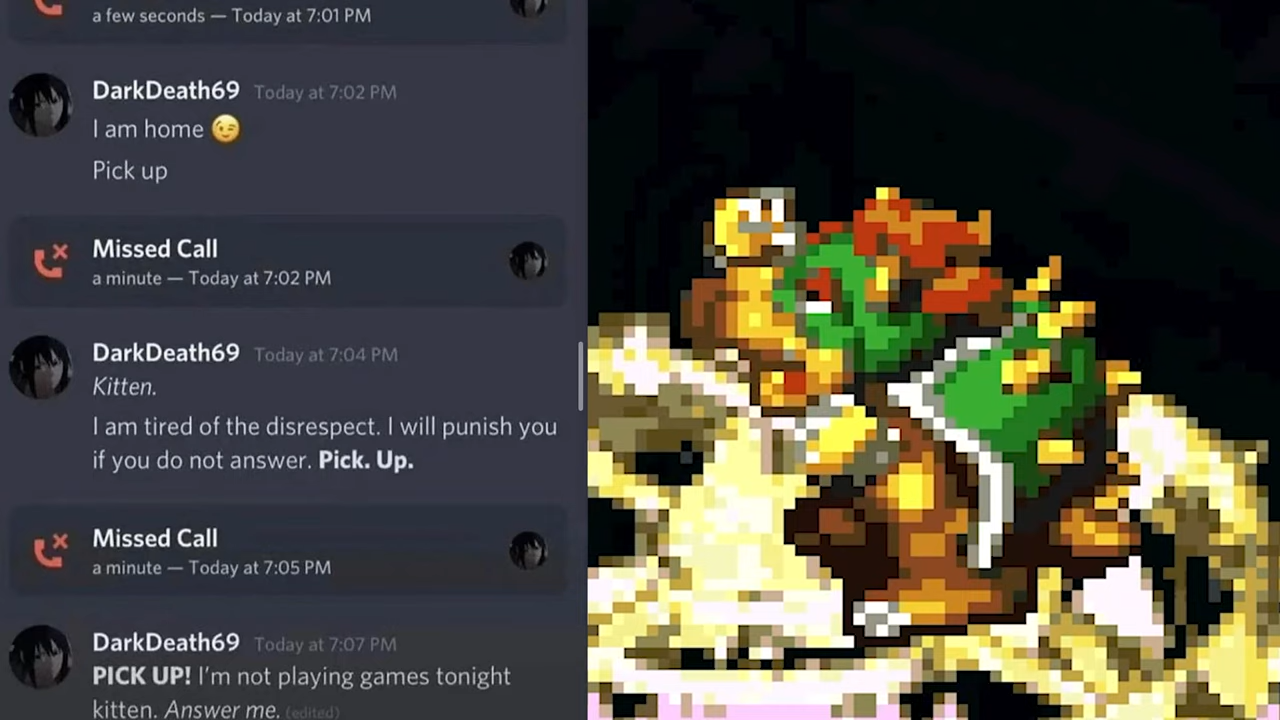 a few seconds — Today at 7:01 PM
DarkDeath69 Today at 7:02 PM
I am home 😉
Pick up
Missed Call
a minute — Today at 7:02 PM
DarkDeath69 Today at 7:04 PM
Kitten.
I am tired of the disrespect. I will punish you
if you do not answer. Pick. Up.
Missed Call
a minute — Today at 7:05 PM
DarkDeath69 Today at 7:07 PM
PICK UP! I'm not playing games tonight
kitten. Answer me. (edited)